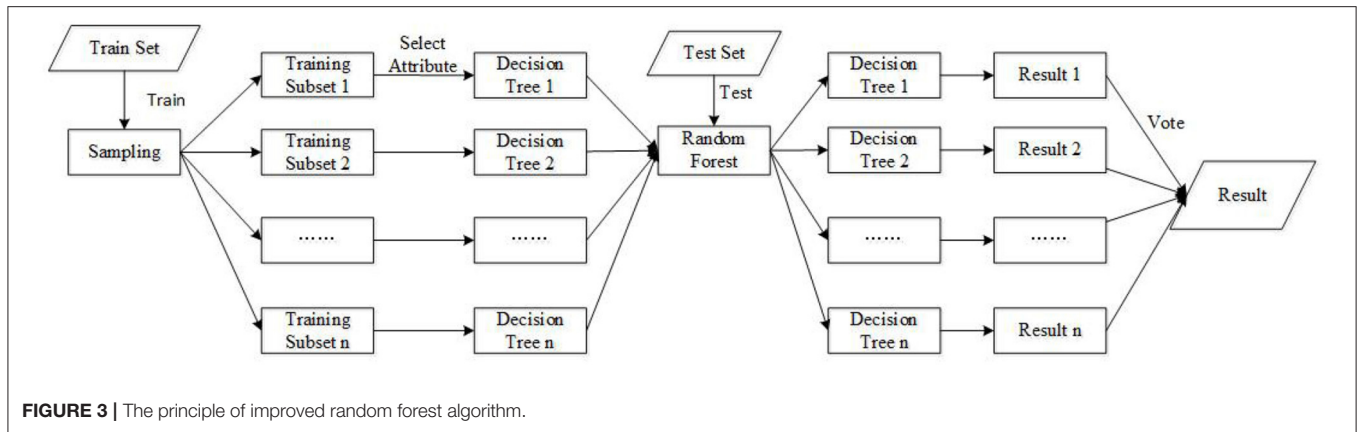 Train Set
Train
Sampling
Training
Subset 1
Select
Attribute
Decision
Tree 1
Training
Subset 2
Decision
Tree 2
……
……
Training
Subset n
Decision
Tree n
Test Set
Test
Random
Forest
Decision
Tree 1
Result 1
Decision
Tree 2
Result 2
……
……
Decision
Tree n
Result n
Vote
Result
FIGURE 3 | The principle of improved random forest algorithm.